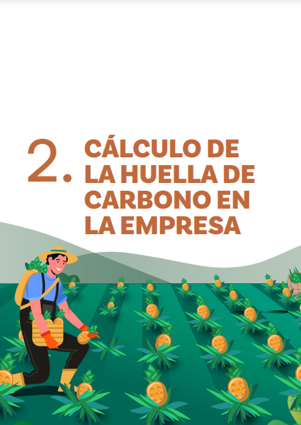 2. CÁLCULO DE
LA HUELLA DE
CARBONO EN
LA EMPRESA